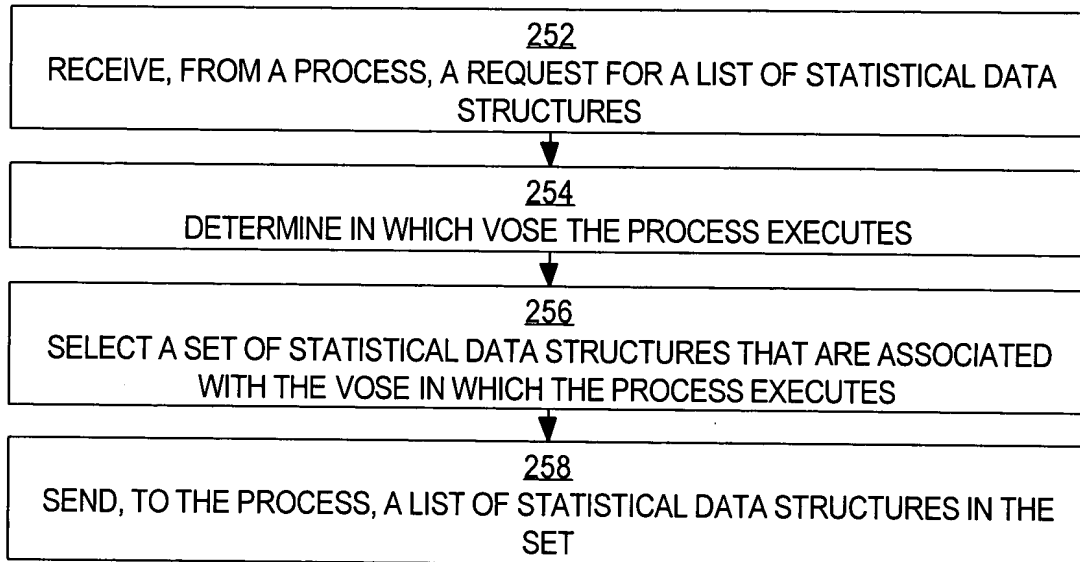 252
RECEIVE, FROM A PROCESS, A REQUEST FOR A LIST OF STATISTICAL DATA
STRUCTURES
254
DETERMINE IN WHICH VOSE THE PROCESS EXECUTES
256
SELECT A SET OF STATISTICAL DATA STRUCTURES THAT ARE ASSOCIATED
WITH THE VOSE IN WHICH THE PROCESS EXECUTES
258
SEND, TO THE PROCESS, A LIST OF STATISTICAL DATA STRUCTURES IN THE
SET